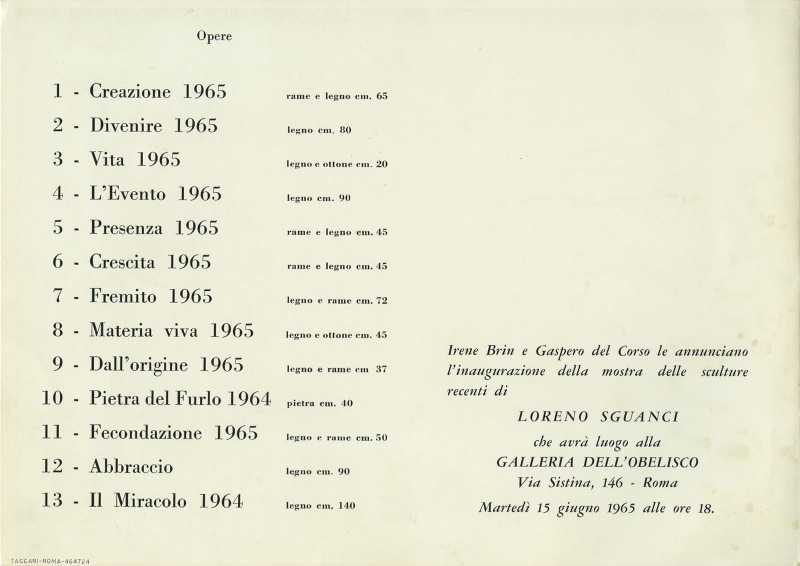 Opere
1 - Creazione 1965 rame e legno cm. 65
2 - Divenire 1965 legno cm. 80
3 - Vita 1965 legno e ottone cm. 20
4 - L'Evento 1965 legno cm. 90
5 - Presenza 1965 rame e legno cm. 45
6 - Crescita 1965 rame e legno cm. 45
7 - Fremito 1965 legno e rame cm. 72
8 - Materia viva 1965 legno e ottone cm. 45
9 - Dall'origine 1965 legno e rame cm 37
10 - Pietra del Furlo 1964 pietra cm. 40
11 - Fecondazione 1965 legno e rame cm. 50
12 - Abbraccio legno cm. 90
13 - Il Miracolo 1964 legno cm. 140
TACCARI-ROMA-464724
Irene Brin e Gaspero del Corso le annunciano
l'inaugurazione della mostra delle sculture
recenti di
LORENO SGUANCI
che avrà luogo alla
GALLERIA DELL'OBELISCO
Via Sistina, 146 - Roma
Martedì 15 giugno 1965 alle ore 18.